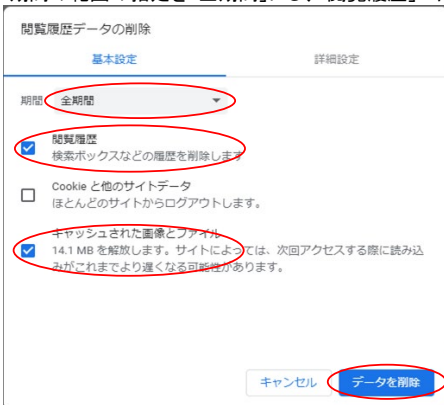 閲覧履歴データの削除
基本設定 詳細設定
期間 全期間
閲覧履歴
検索ボックスなどの履歴を削除します
Cookie と他のサイトデータ
ほとんどのサイトからログアウトします。
キャッシュされた画像とファイル
14.1 MB を解放します。サイトによっては、次回アクセスする際に読み込
みがこれまでより遅くなる可能性があります。
キャンセル データを削除